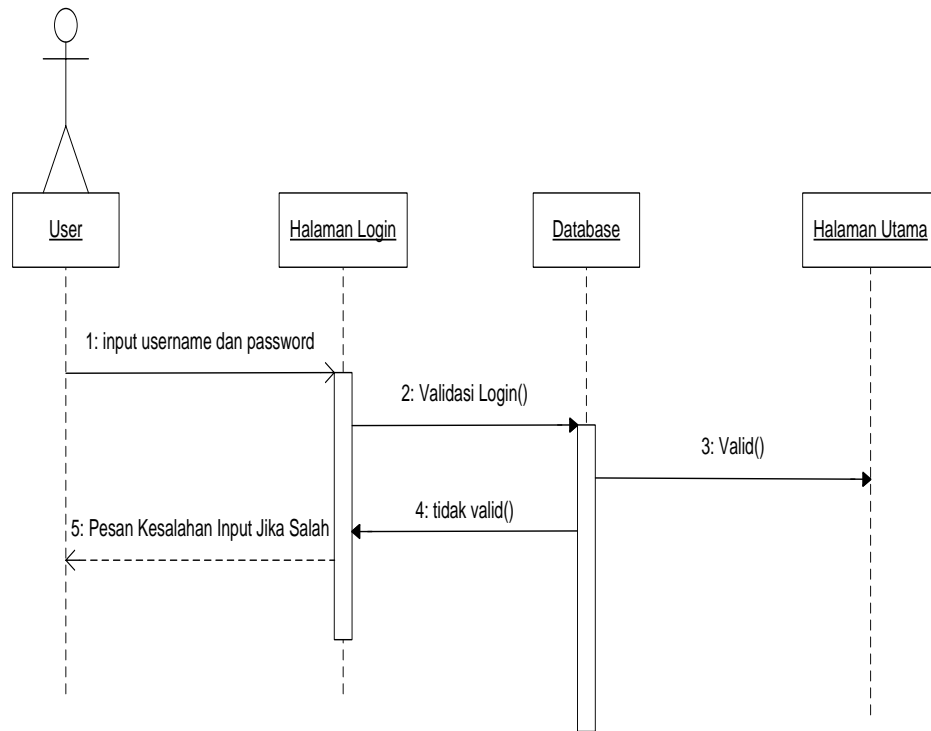 User
Halaman Login
Database
Halaman Utama
1: input username dan password
2: Validasi Login()
3: Valid()
4: tidak valid()
5: Pesan Kesalahan Input Jika Salah